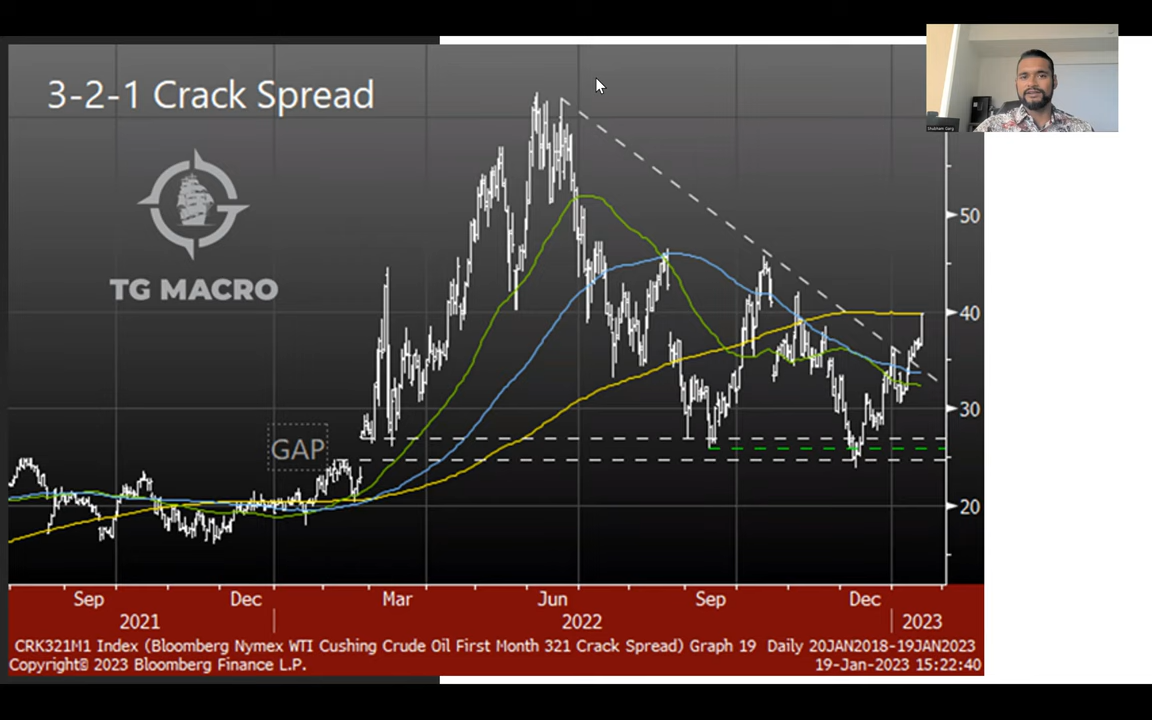 3-2-1 Crack Spread
TG MACRO
GAP
50
40
30
20
Sep Dec Mar Jun Sep Dec
2021 2022 2023
CRK321M1 Index (Bloomberg Nymex WTI Cushing Crude Oil First Month 321 Crack Spread) Graph 19 Daily 20JAN2018-19JAN2023
Copyright© 2023 Bloomberg Finance L.P. 19-Jan-2023 15:22:40